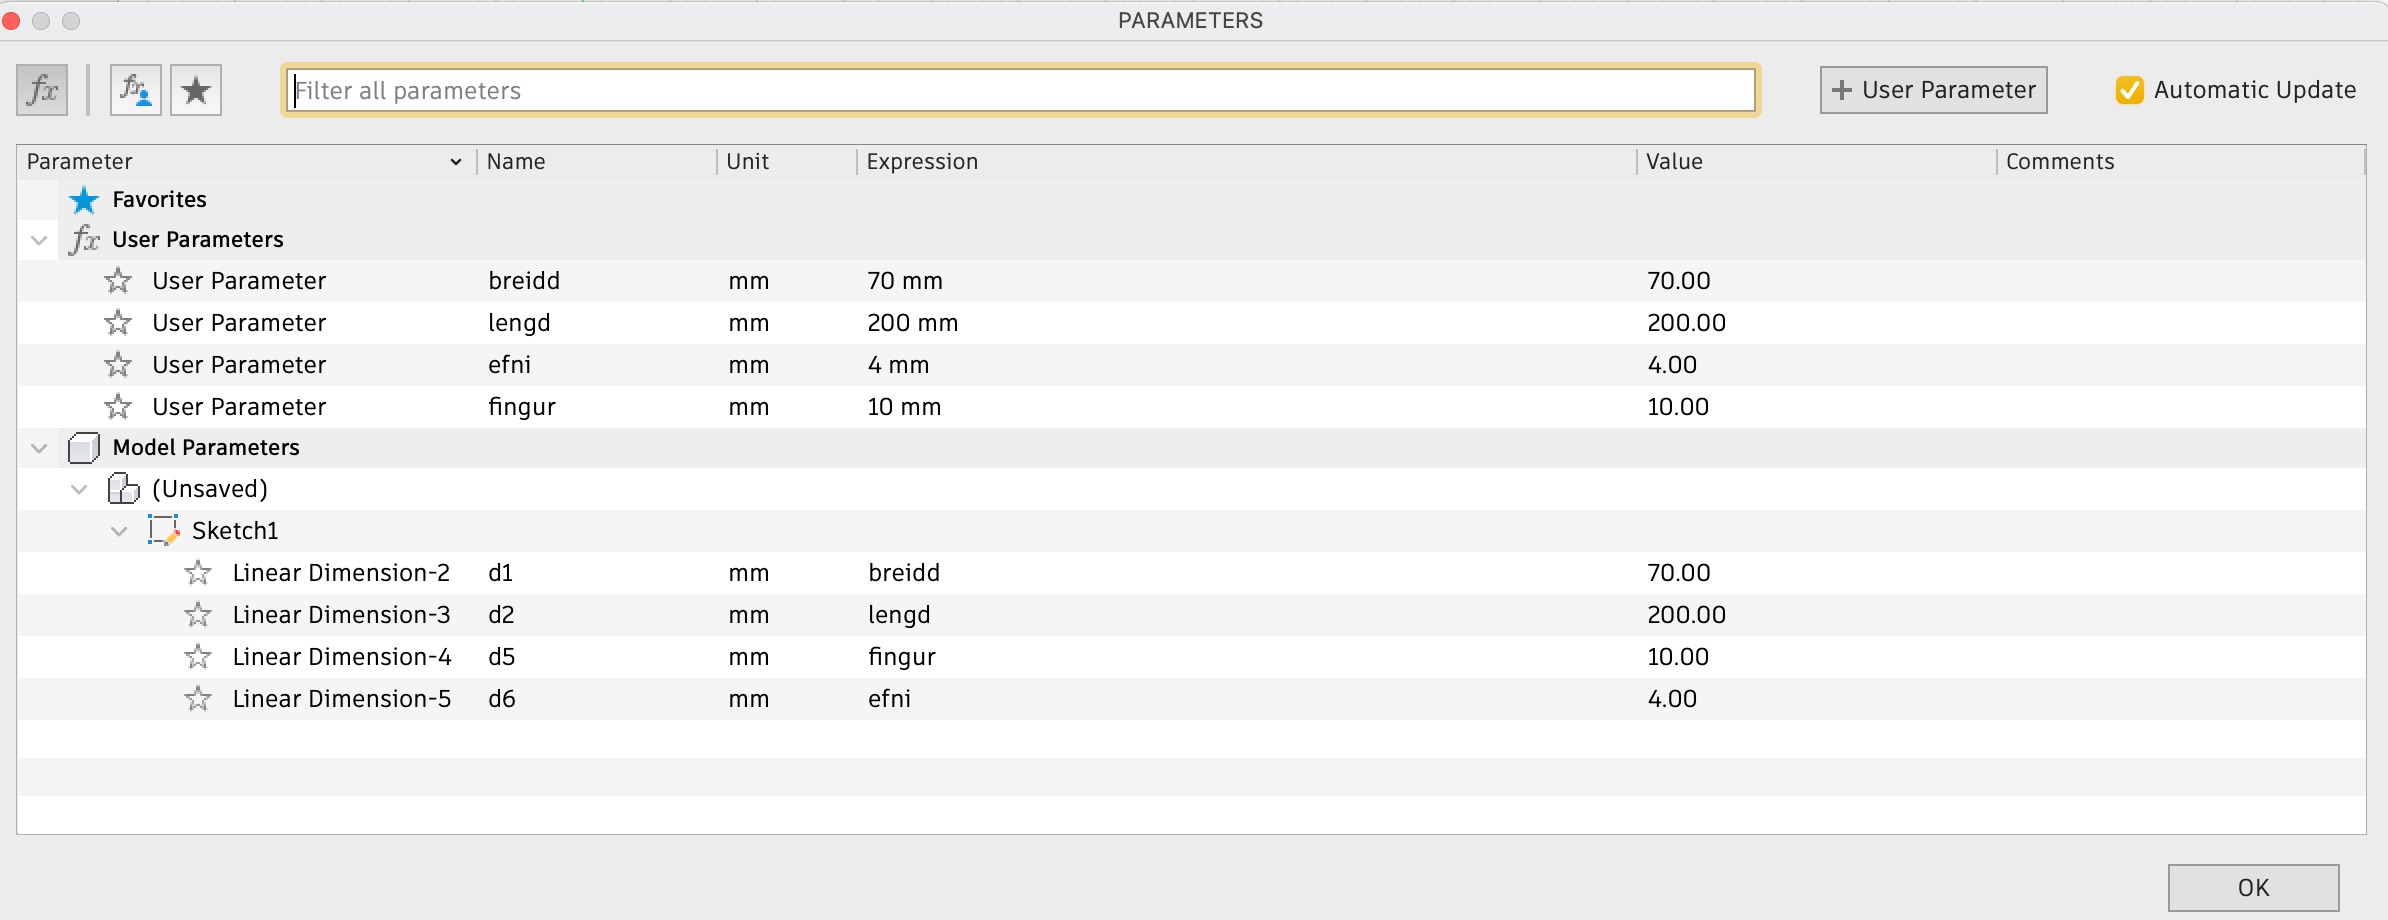 PARAMETERS
fx fx Filter all parameters + User Parameter Automatic Update
Parameter Name Unit Expression Value Comments
Favorites
fx User Parameters
User Parameter breidd mm 70 mm 70.00
User Parameter lengd mm 200 mm 200.00
User Parameter efni mm 4 mm 4.00
User Parameter fingur mm 10 mm 10.00
Model Parameters
(Unsaved)
Sketch1
Linear Dimension-2 d1 mm breidd 70.00
Linear Dimension-3 d2 mm lengd 200.00
Linear Dimension-4 d5 mm fingur 10.00
Linear Dimension-5 d6 mm efni 4.00
OK